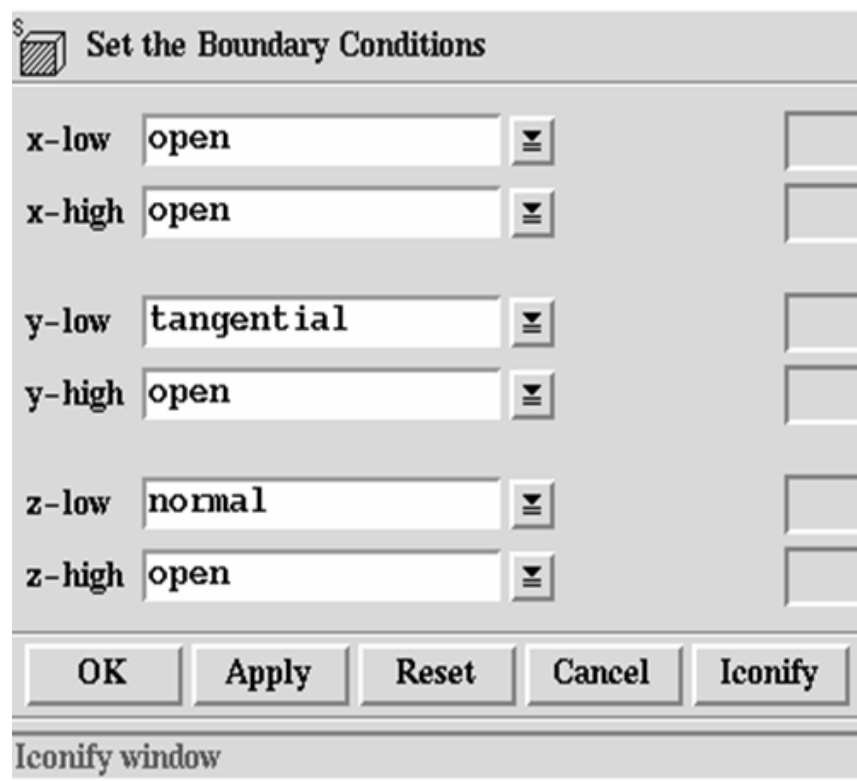 S
Set the Boundary Conditions
x-low open
x-high open
y-low tangential
y-high open
z-low normal
z-high open
OK Apply Reset Cancel Iconify
Iconify window